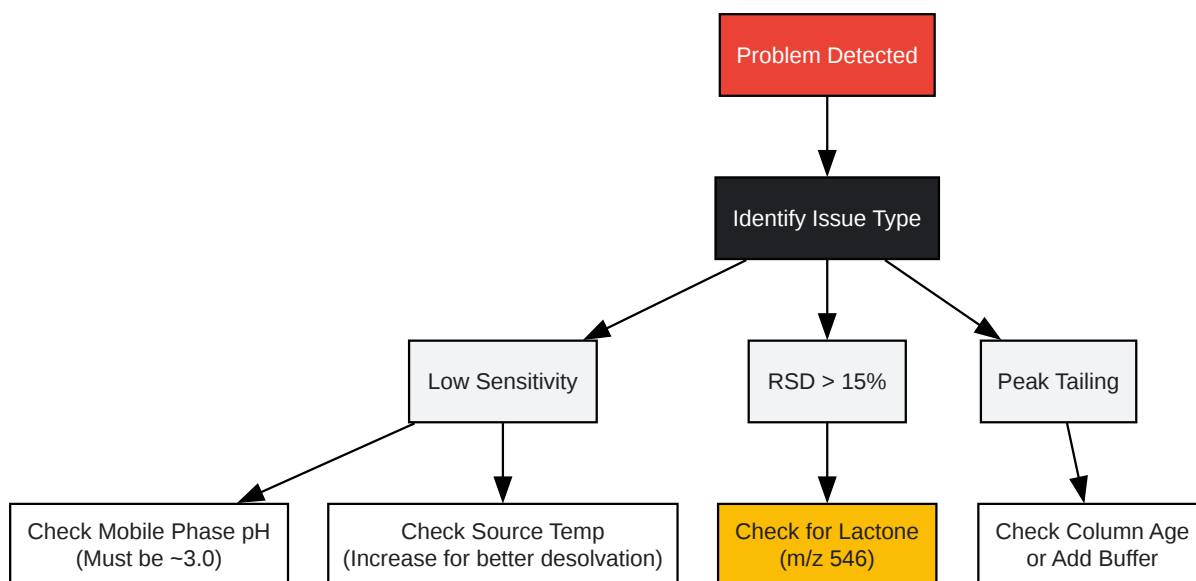 Problem Detected
Identify Issue Type
Low Sensitivity
RSD > 15%
Peak Tailing
Check Mobile Phase pH
(Must be ~3.0)
Check Source Temp
(Increase for better desolvation)
Check for Lactone
(m/z 546)
Check Column Age
or Add Buffer